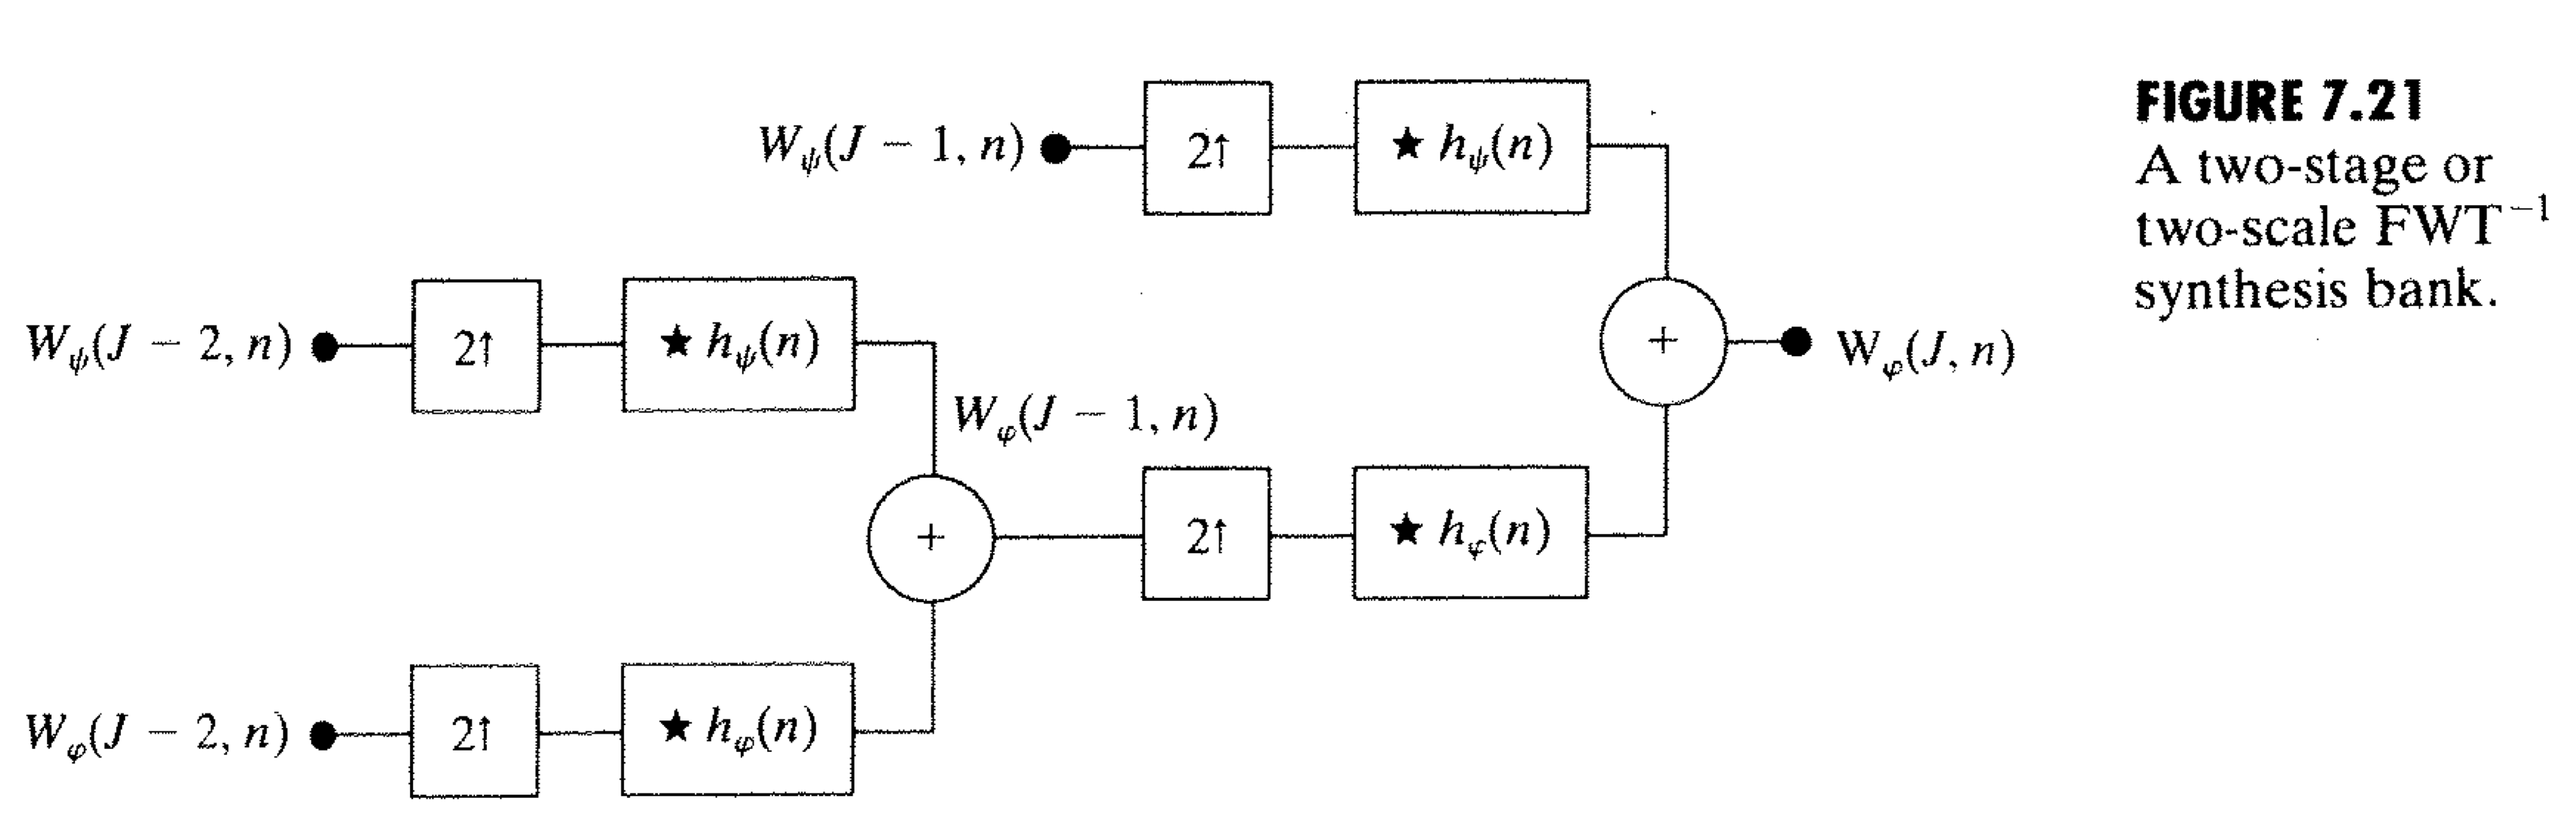 W_ψ(J − 1, n)
2↑
★ h_ψ(n)
FIGURE 7.21
A two-stage or
two-scale FWT⁻¹
synthesis bank.
W_ψ(J − 2, n)
2↑
★ h_ψ(n)
+
W_φ(J, n)
W_φ(J − 1, n)
+
2↑
★ h_φ(n)
W_φ(J − 2, n)
2↑
★ h_φ(n)